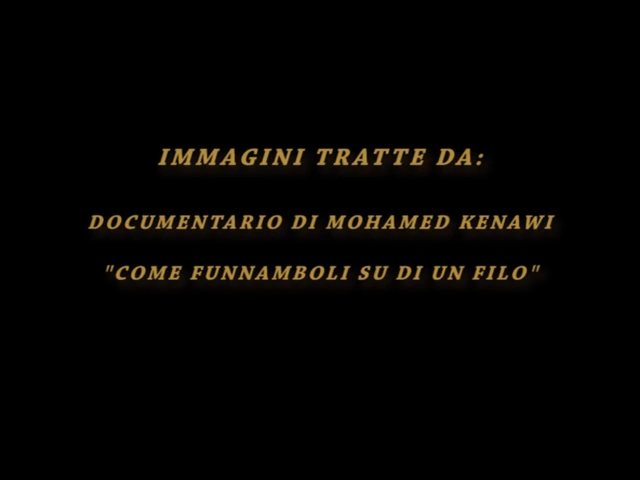 IMMAGINI TRATTE DA:
DOCUMENTARIO DI MOHAMED KENAWI
"COME FUNNAMBOLI SU DI UN FILO"